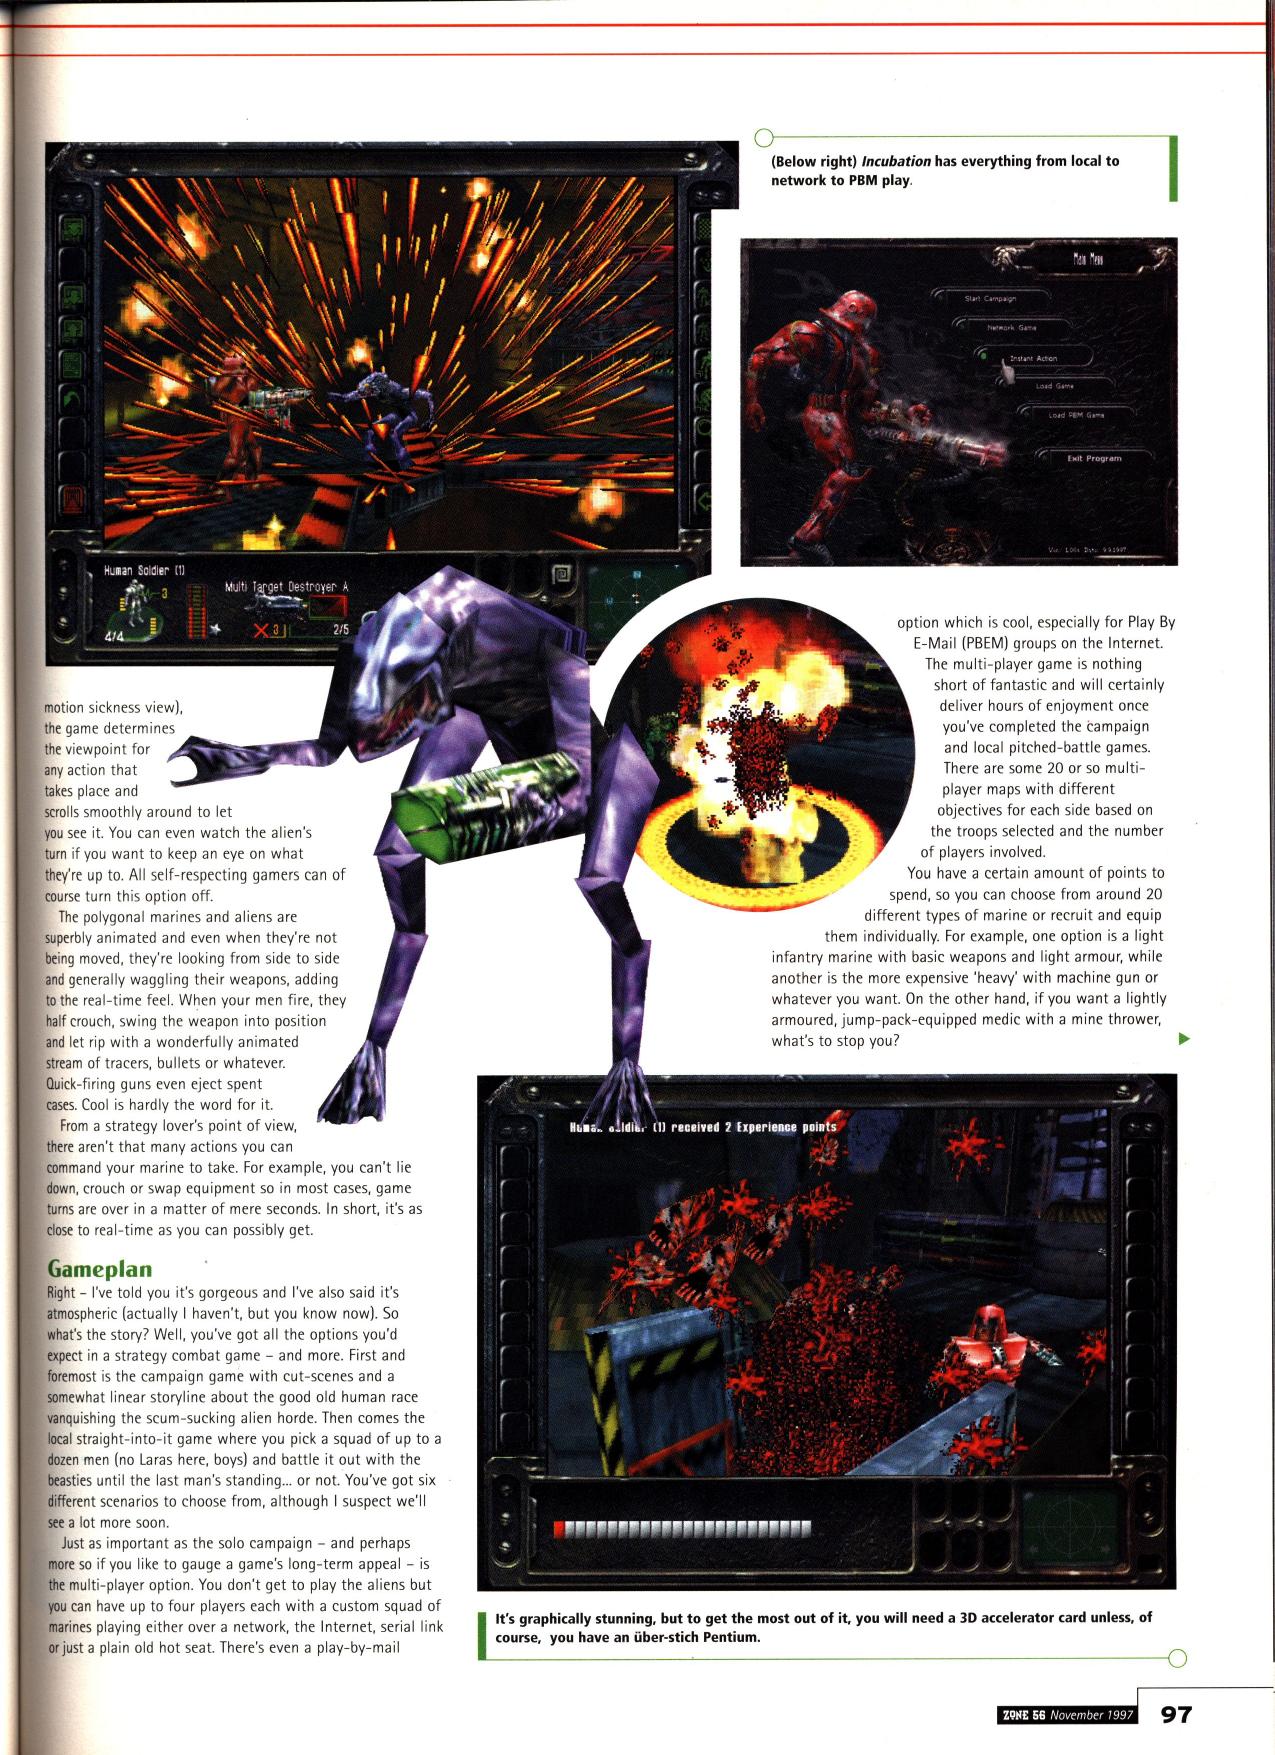 (Below right) Incubation has everything from local to
network to PBM play.
Main Menu
Start Campaign
Network Game
Instant Action
Load Game
Load PBM Game
Exit Program
Human Soldier (1)
3
4/4
Multi Target Destroyer A
X 3
2/5
motion sickness view),
the game determines
the viewpoint for
any action that
takes place and
scrolls smoothly around to let
you see it. You can even watch the alien's
turn if you want to keep an eye on what
they're up to. All self-respecting gamers can of
course turn this option off.
The polygonal marines and aliens are
superbly animated and even when they're not
being moved, they're looking from side to side
and generally waggling their weapons, adding
to the real-time feel. When your men fire, they
half crouch, swing the weapon into position
and let rip with a wonderfully animated
stream of tracers, bullets or whatever.
Quick-firing guns even eject spent
cases. Cool is hardly the word for it.
From a strategy lover's point of view,
there aren't that many actions you can
command your marine to take. For example, you can't lie
down, crouch or swap equipment so in most cases, game
turns are over in a matter of mere seconds. In short, it's as
close to real-time as you can possibly get.
Gameplan
Right – I've told you it's gorgeous and I've also said it's
atmospheric (actually I haven't, but you know now). So
what's the story? Well, you've got all the options you'd
expect in a strategy combat game – and more. First and
foremost is the campaign game with cut-scenes and a
somewhat linear storyline about the good old human race
vanquishing the scum-sucking alien horde. Then comes the
local straight-into-it game where you pick a squad of up to a
dozen men (no Laras here, boys) and battle it out with the
beasties until the last man's standing... or not. You've got six
different scenarios to choose from, although I suspect we'll
see a lot more soon.
Just as important as the solo campaign – and perhaps
more so if you like to gauge a game's long-term appeal – is
the multi-player option. You don't get to play the aliens but
you can have up to four players each with a custom squad of
marines playing either over a network, the Internet, serial link
or just a plain old hot seat. There's even a play-by-mail
option which is cool, especially for Play By
E-Mail (PBEM) groups on the Internet.
The multi-player game is nothing
short of fantastic and will certainly
deliver hours of enjoyment once
you've completed the campaign
and local pitched-battle games.
There are some 20 or so multi-
player maps with different
objectives for each side based on
the troops selected and the number
of players involved.
You have a certain amount of points to
spend, so you can choose from around 20
different types of marine or recruit and equip
them individually. For example, one option is a light
infantry marine with basic weapons and light armour, while
another is the more expensive 'heavy' with machine gun or
whatever you want. On the other hand, if you want a lightly
armoured, jump-pack-equipped medic with a mine thrower,
what's to stop you?
Human Soldier (1) received 2 Experience points
It's graphically stunning, but to get the most out of it, you will need a 3D accelerator card unless, of
course, you have an über-stich Pentium.
ZONE 56 November 1997 97